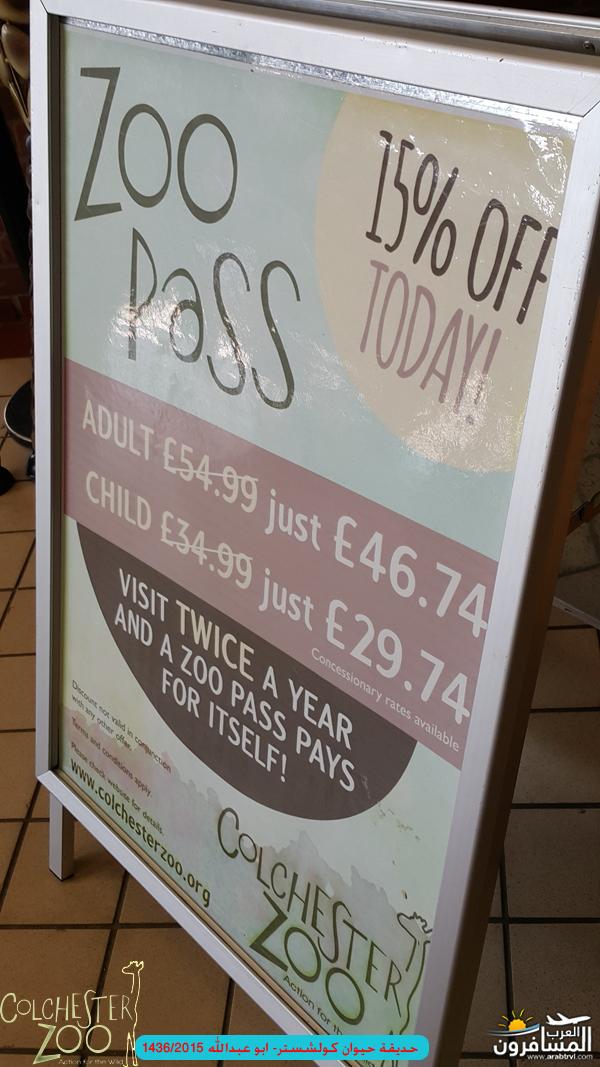 ZOO
PASS
15% OFF
TODAY!
ADULT £54.99 just £46.74
CHILD £34.99 just £29.74
Concessionary rates available
VISIT TWICE A YEAR
AND A ZOO PASS PAYS
FOR ITSELF!
Discount not valid in conjunction
with any other offer.
Terms and conditions apply.
Please check website for details.
www.colchesterzoo.org
COLCHESTER
ZOO
Action for th
COLCHESTER
ZOO
Action for the Wild
حديقة حيوان كولشستر- ابو عبدالله 1436/2015
العرب
المسافرون
www.arabtrvl.com